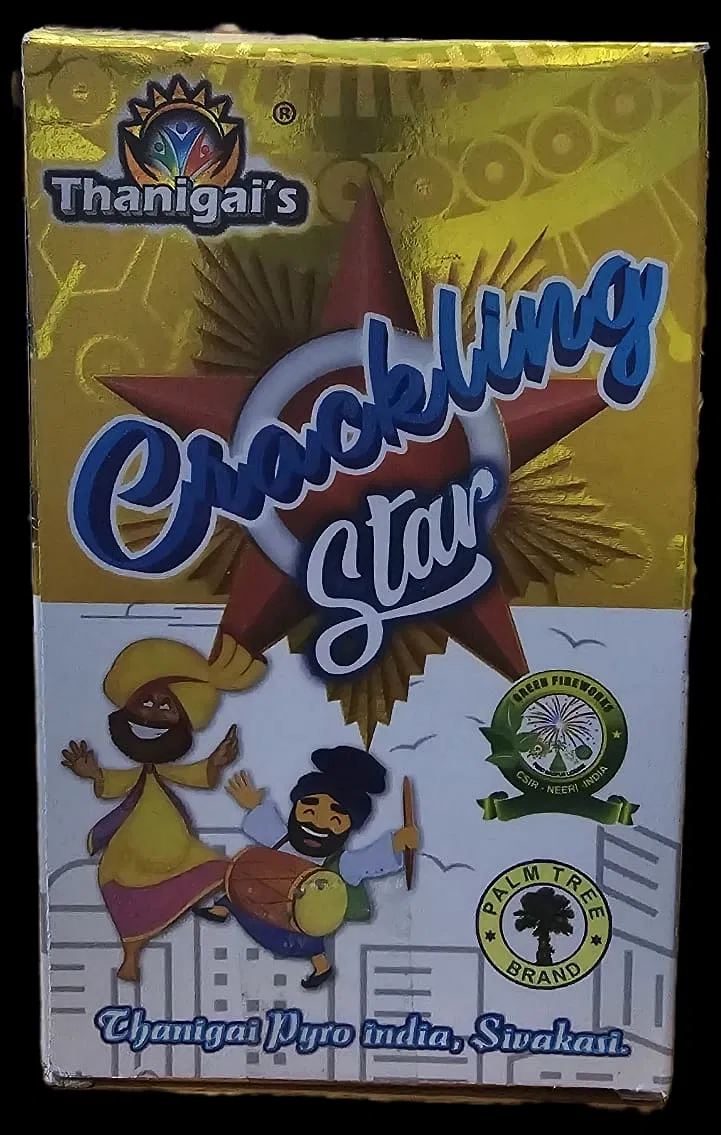 ®
Thanigai's
Crackling
Star
GREEN FIREWORKS
CSIR - NEERI - INDIA
PALM TREE
BRAND
Thanigai Pyro india, Sivakasi.